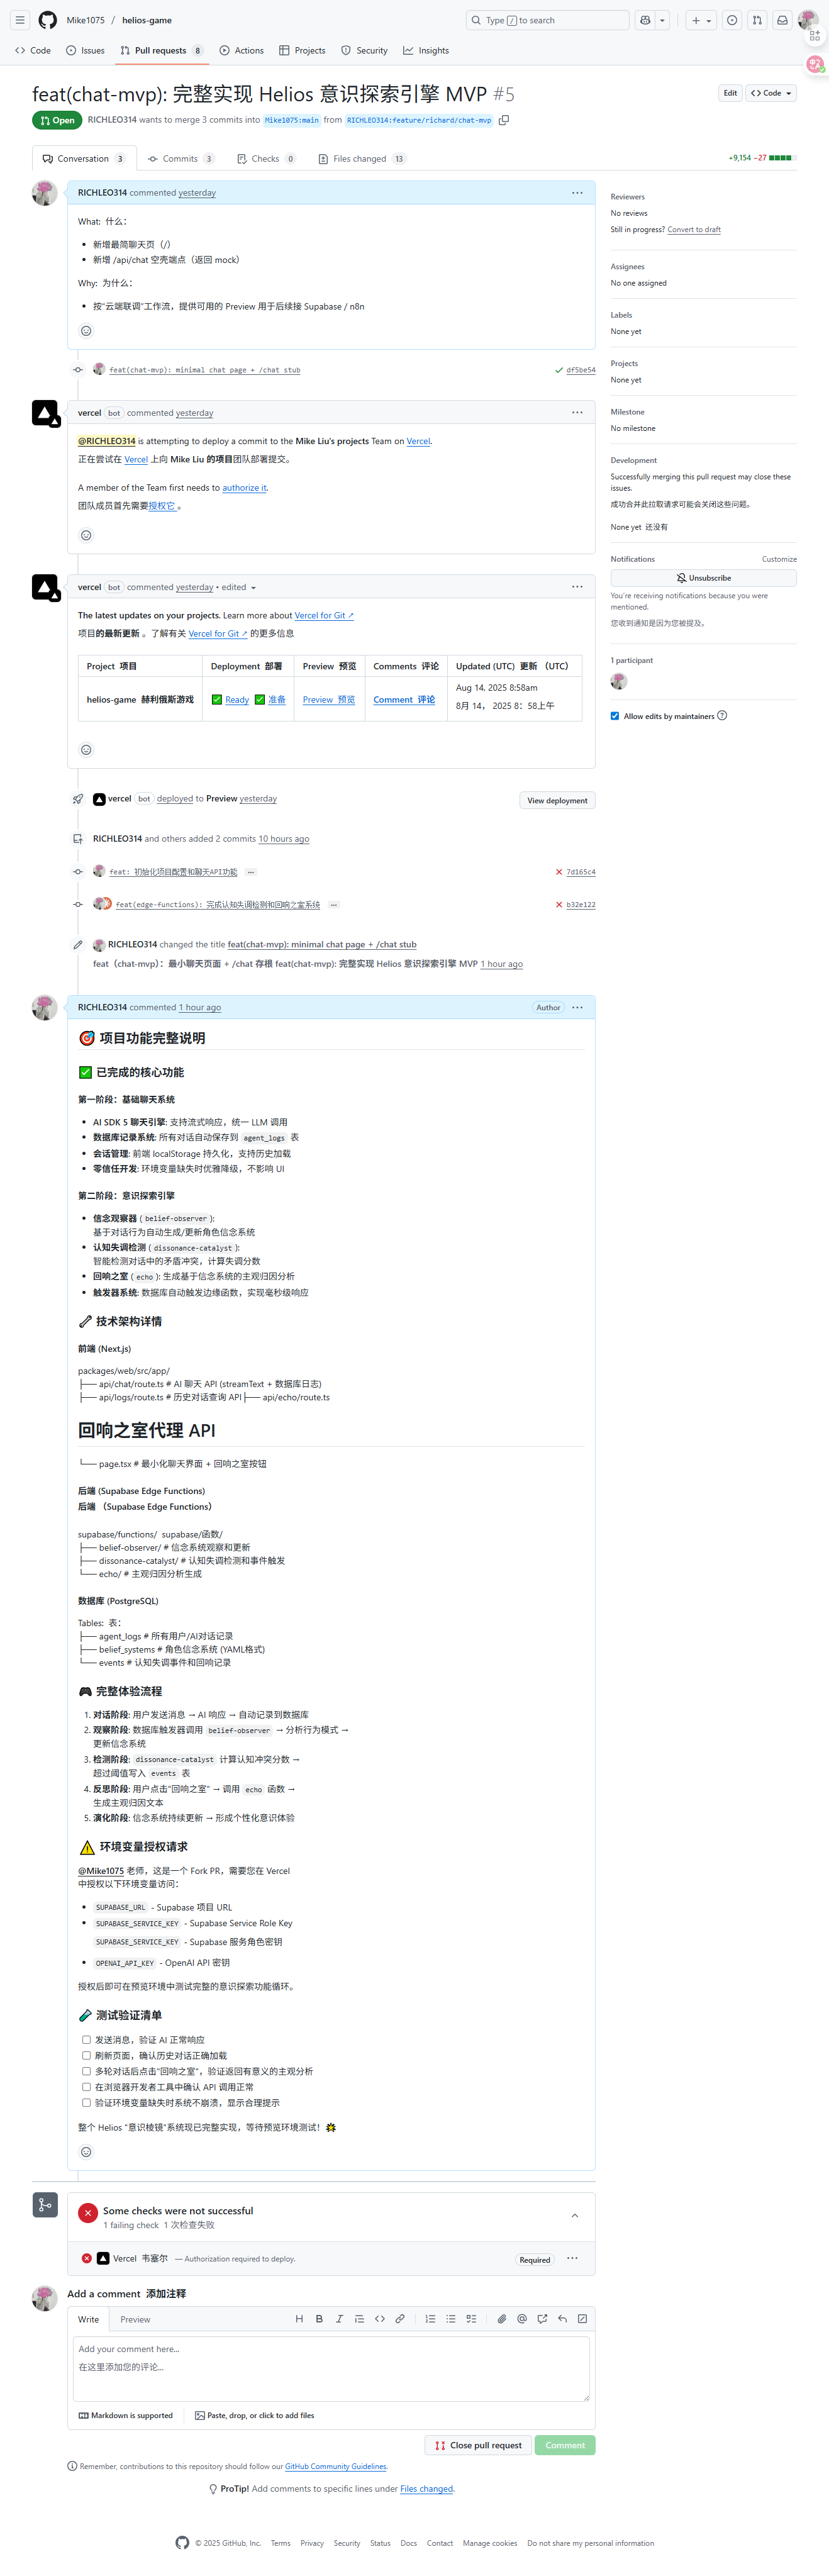 Mike1075 / helios-game
Type / to search
Code
Issues
Pull requests 8
Actions
Projects
Security
Insights
feat(chat-mvp): 完整实现 Helios 意识探索引擎 MVP #5
Edit
Code
Open
RICHLEO314 wants to merge 3 commits into Mike1075:main from RICHLEO314:feature/richard/chat-mvp
Conversation 3
Commits 3
Checks 0
Files changed 13
+9,154 −27
RICHLEO314 commented yesterday
What: 什么：
新增最简聊天页（/）
新增 /api/chat 空壳端点（返回 mock）
Why: 为什么：
按“云端联调”工作流，提供可用的 Preview 用于后续接 Supabase / n8n
feat(chat-mvp): minimal chat page + /chat stub
df5be54
vercel bot commented yesterday
@RICHLEO314 is attempting to deploy a commit to the Mike Liu's projects Team on Vercel.
正在尝试在 Vercel 上向 Mike Liu 的项目团队部署提交。
A member of the Team first needs to authorize it.
团队成员首先需要授权它 。
vercel bot commented yesterday • edited
The latest updates on your projects. Learn more about Vercel for Git ↗
项目的最新更新 。了解有关 Vercel for Git ↗ 的更多信息
Project 项目
Deployment 部署
Preview 预览
Comments 评论
Updated (UTC) 更新 （UTC）
helios-game 赫利俄斯游戏
✅ Ready ✅ 准备
Preview 预览
Comment 评论
Aug 14, 2025 8:58am
8月 14， 2025 8：58上午
vercel bot deployed to Preview yesterday
View deployment
RICHLEO314 and others added 2 commits 10 hours ago
feat: 初始化项目配置和聊天API功能 …
7d165c4
feat(edge-functions): 完成认知失调检测和回响之室系统 …
b32e122
RICHLEO314 changed the title feat(chat-mvp): minimal chat page + /chat stub
feat（chat-mvp）：最小聊天页面 + /chat 存根 feat(chat-mvp): 完整实现 Helios 意识探索引擎 MVP 1 hour ago
RICHLEO314 commented 1 hour ago
Author
🎯 项目功能完整说明
✅ 已完成的核心功能
第一阶段：基础聊天系统
AI SDK 5 聊天引擎: 支持流式响应，统一 LLM 调用
数据库记录系统: 所有对话自动保存到 agent_logs 表
会话管理: 前端 localStorage 持久化，支持历史加载
零信任开发: 环境变量缺失时优雅降级，不影响 UI
第二阶段：意识探索引擎
信念观察器 ( belief-observer ):
基于对话行为自动生成/更新角色信念系统
认知失调检测 ( dissonance-catalyst ):
智能检测对话中的矛盾冲突，计算失调分数
回响之室 ( echo ): 生成基于信念系统的主观归因分析
触发器系统: 数据库自动触发边缘函数，实现毫秒级响应
🔧 技术架构详情
前端 (Next.js)
packages/web/src/app/
├── api/chat/route.ts # AI 聊天 API (streamText + 数据库日志)
├── api/logs/route.ts # 历史对话查询 API├── api/echo/route.ts
回响之室代理 API
└── page.tsx # 最小化聊天界面 + 回响之室按钮
后端 (Supabase Edge Functions)
后端 （Supabase Edge Functions）
supabase/functions/ supabase/函数/
├── belief-observer/ # 信念系统观察和更新
├── dissonance-catalyst/ # 认知失调检测和事件触发
└── echo/ # 主观归因分析生成
数据库 (PostgreSQL)
Tables: 表：
├── agent_logs # 所有用户/AI对话记录
├── belief_systems # 角色信念系统 (YAML格式)
└── events # 认知失调事件和回响记录
🎮 完整体验流程
1. 对话阶段: 用户发送消息 → AI 响应 → 自动记录到数据库
2. 观察阶段: 数据库触发器调用 belief-observer → 分析行为模式 →
更新信念系统
3. 检测阶段: dissonance-catalyst 计算认知冲突分数 →
超过阈值写入 events 表
4. 反思阶段: 用户点击"回响之室" → 调用 echo 函数 →
生成主观归因文本
5. 演化阶段: 信念系统持续更新 → 形成个性化意识体验
⚠️ 环境变量授权请求
@Mike1075 老师，这是一个 Fork PR，需要您在 Vercel
中授权以下环境变量访问：
SUPABASE_URL - Supabase 项目 URL
SUPABASE_SERVICE_KEY - Supabase Service Role Key
SUPABASE_SERVICE_KEY - Supabase 服务角色密钥
OPENAI_API_KEY - OpenAI API 密钥
授权后即可在预览环境中测试完整的意识探索功能循环。
🧪 测试验证清单
发送消息，验证 AI 正常响应
刷新页面，确认历史对话正确加载
多轮对话后点击"回响之室"，验证返回有意义的主观分析
在浏览器开发者工具中确认 API 调用正常
验证环境变量缺失时系统不崩溃，显示合理提示
整个 Helios "意识棱镜"系统现已完整实现，等待预览环境测试！
Some checks were not successful
1 failing check 1 次检查失败
Vercel 韦塞尔 — Authorization required to deploy.
Required
Add a comment 添加注释
Write
Preview
Add your comment here...
在这里添加您的评论...
Markdown is supported
Paste, drop, or click to add files
Close pull request
Comment
Remember, contributions to this repository should follow our GitHub Community Guidelines.
ProTip! Add comments to specific lines under Files changed.
Reviewers
No reviews
Still in progress? Convert to draft
Assignees
No one assigned
Labels
None yet
Projects
None yet
Milestone
No milestone
Development
Successfully merging this pull request may close these
issues.
成功合并此拉取请求可能会关闭这些问题。
None yet 还没有
Notifications
Customize
Unsubscribe
You're receiving notifications because you were
mentioned.
您收到通知是因为您被提及。
1 participant
Allow edits by maintainers
© 2025 GitHub, Inc.
Terms
Privacy
Security
Status
Docs
Contact
Manage cookies
Do not share my personal information